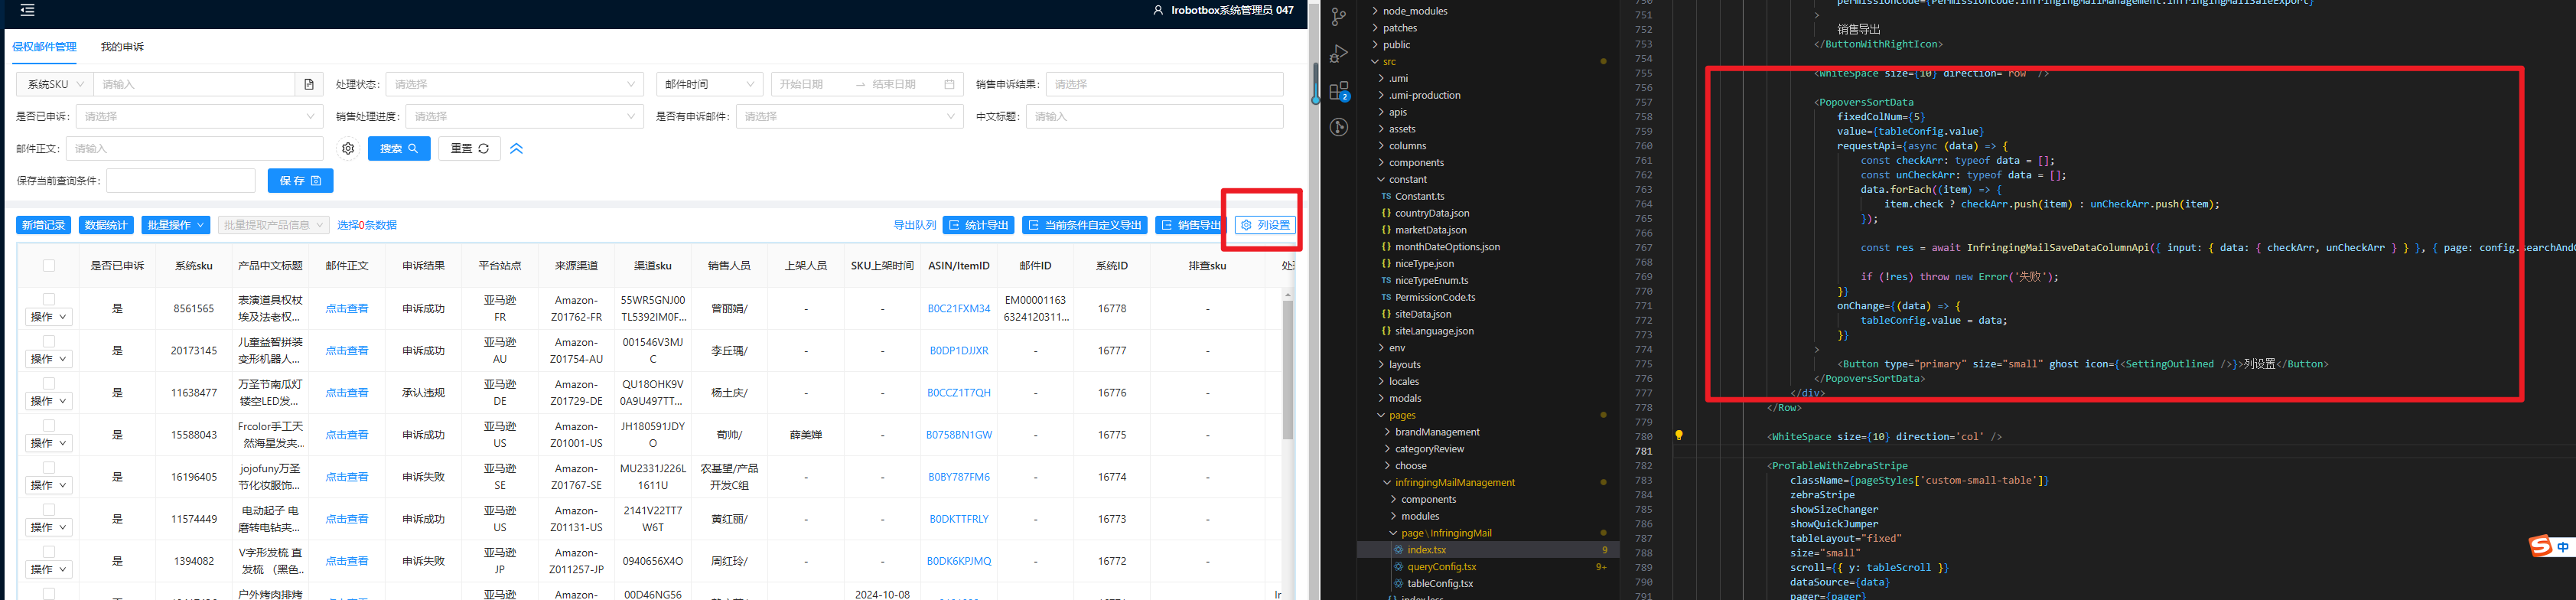 Irobotbox系统管理员 047
侵权邮件管理 我的申诉
系统SKU 请输入 处理状态： 请选择 邮件时间 开始日期 → 结束日期 销售申诉结果： 请选择
是否已申诉： 请选择 销售处理进度： 请选择 是否有申诉邮件： 请选择 中文标题： 请输入
邮件正文： 请输入 搜索 重置
保存当前查询条件： 保存
新增记录 数据统计 批量操作 批量提取产品信息 选择0条数据 导出队列 统计导出 当前条件自定义导出 销售导出 列设置
是否已申诉 系统sku 产品中文标题 邮件正文 申诉结果 平台站点 来源渠道 渠道sku 销售人员 上架人员 SKU上架时间 ASIN/ItemID 邮件ID 系统ID 排查sku
操作 是 8561565 表演道具权杖 埃及法老权... 点击查看 申诉成功 亚马逊 FR Amazon-Z01762-FR 55WR5GNJ00 TL5392IM0F... 曾丽娟/ - - B0C21FXM34 EM00001163 6324120311... 16778 -
操作 是 20173145 儿童益智拼装 变形机器人... 点击查看 申诉成功 亚马逊 AU Amazon-Z01754-AU 001546V3MJ C 李丘瑀/ - - B0DP1DJJXR - 16777 -
操作 是 11638477 万圣节南瓜灯 镂空LED发... 点击查看 承认违规 亚马逊 DE Amazon-Z01729-DE QU18OHK9V 0A9U497TT... 杨土庆/ - - B0CCZ1T7QH - 16776 -
操作 是 15588043 Frcolor手工天 然海星发夹... 点击查看 申诉成功 亚马逊 US Amazon-Z01001-US JH180591JDY O 荀帅/ 薛美婵 - B0758BN1GW - 16775 -
操作 是 16196405 jojofuny万圣 节化妆服饰... 点击查看 申诉失败 亚马逊 SE Amazon-Z01767-SE MU2331J226L 1611U 农基望/产品 开发C组 - - B0BY787FM6 - 16774 -
操作 是 11574449 电动起子 电 磨转电钻夹... 点击查看 申诉成功 亚马逊 US Amazon-Z01131-US 2141V22TT7 W6T 黄红丽/ - - B0DKTTFRLY - 16773 -
操作 是 1394082 V字形发梳 直 发梳 （黑色... 点击查看 申诉失败 亚马逊 JP Amazon-Z011257-JP 0940656X4O 周红玲/ - - B0DK6KPJMQ - 16772 -
户外烤肉排烤 亚马逊 Amazon- 00D46NG56 2024-10-08
node_modules
patches
public
src
.umi
.umi-production
apis
assets
columns
components
constant
TS Constant.ts
{} countryData.json
{} marketData.json
{} monthDateOptions.json
{} niceType.json
TS niceTypeEnum.ts
TS PermissionCode.ts
{} siteData.json
{} siteLanguage.json
env
layouts
locales
modals
pages
brandManagement
categoryReview
choose
infringingMailManagement
components
modules
page\InfringingMail
index.tsx 9
queryConfig.tsx 9+
tableConfig.tsx
index.less
2
751 >
752 销售导出
753 </ButtonWithRightIcon>
754
755 <WhiteSpace size={10} direction='row' />
756
757 <PopoversSortData
758 fixedColNum={5}
759 value={tableConfig.value}
760 requestApi={async (data) => {
761 const checkArr: typeof data = [];
762 const unCheckArr: typeof data = [];
763 data.forEach((item) => {
764 item.check ? checkArr.push(item) : unCheckArr.push(item);
765 });
766
767 const res = await InfringingMailSaveDataColumnApi({ input: { data: { checkArr, unCheckArr } } }, { page: config.searchAndC
768
769 if (!res) throw new Error('失败');
770 }}
771 onChange={(data) => {
772 tableConfig.value = data;
773 }}
774 >
775 <Button type="primary" size="small" ghost icon={<SettingOutlined />}>列设置</Button>
776 </PopoversSortData>
777 </div>
778 </Row>
779
780 <WhiteSpace size={10} direction='col' />
781
782 <ProTableWithZebraStripe
783 className={pageStyles['custom-small-table']}
784 zebraStripe
785 showSizeChanger
786 showQuickJumper
787 tableLayout="fixed"
788 size="small"
789 scroll={{ y: tableScroll }}
790 dataSource={data}
791 pager={pager}
中